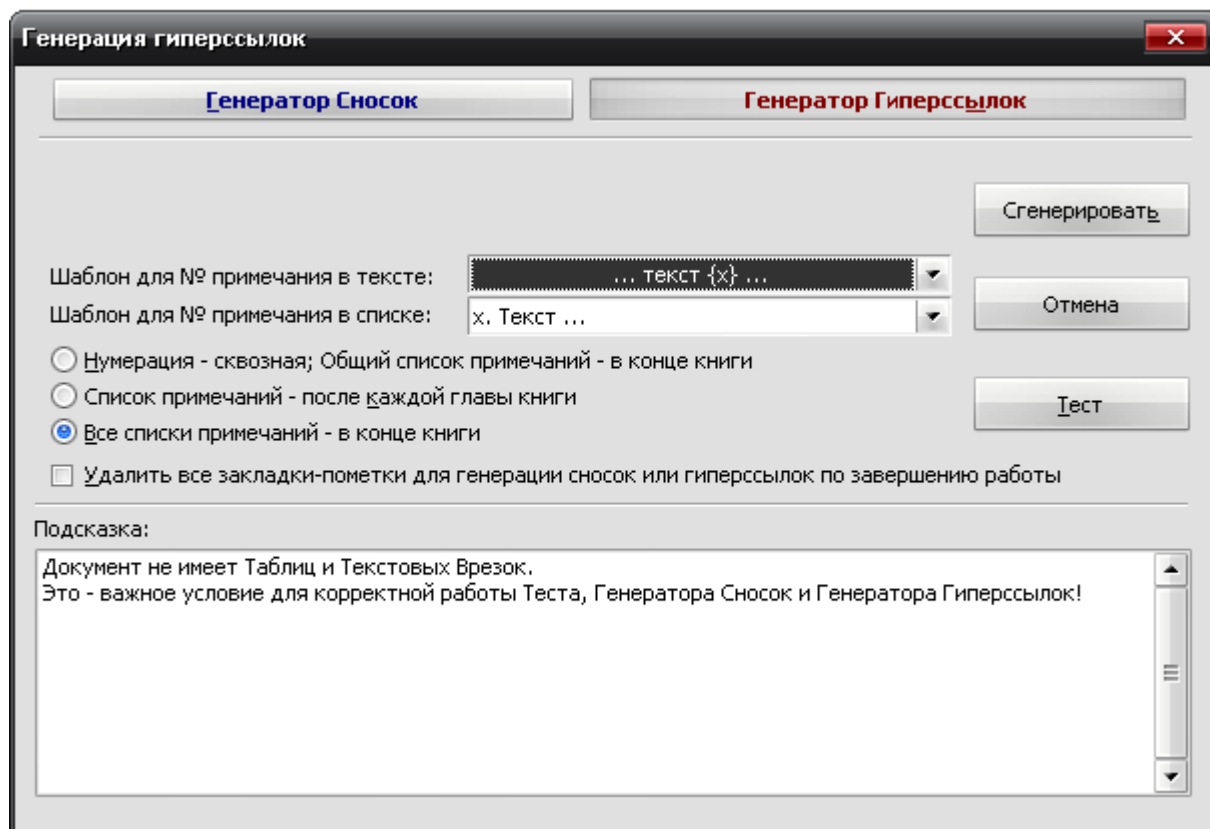 Генерация гиперссылок
Генератор Сносок
Генератор Гиперссылок
Сгенерировать
Шаблон для № примечания в тексте:
... текст {x} ...
Отмена
Шаблон для № примечания в списке:
x. Текст ...
Нумерация - сквозная; Общий список примечаний - в конце книги
Список примечаний - после каждой главы книги
Тест
Все списки примечаний - в конце книги
Удалить все закладки-пометки для генерации сносок или гиперссылок по завершению работы
Подсказка:
Документ не имеет Таблиц и Текстовых Врезок.
Это - важное условие для корректной работы Теста, Генератора Сносок и Генератора Гиперссылок!